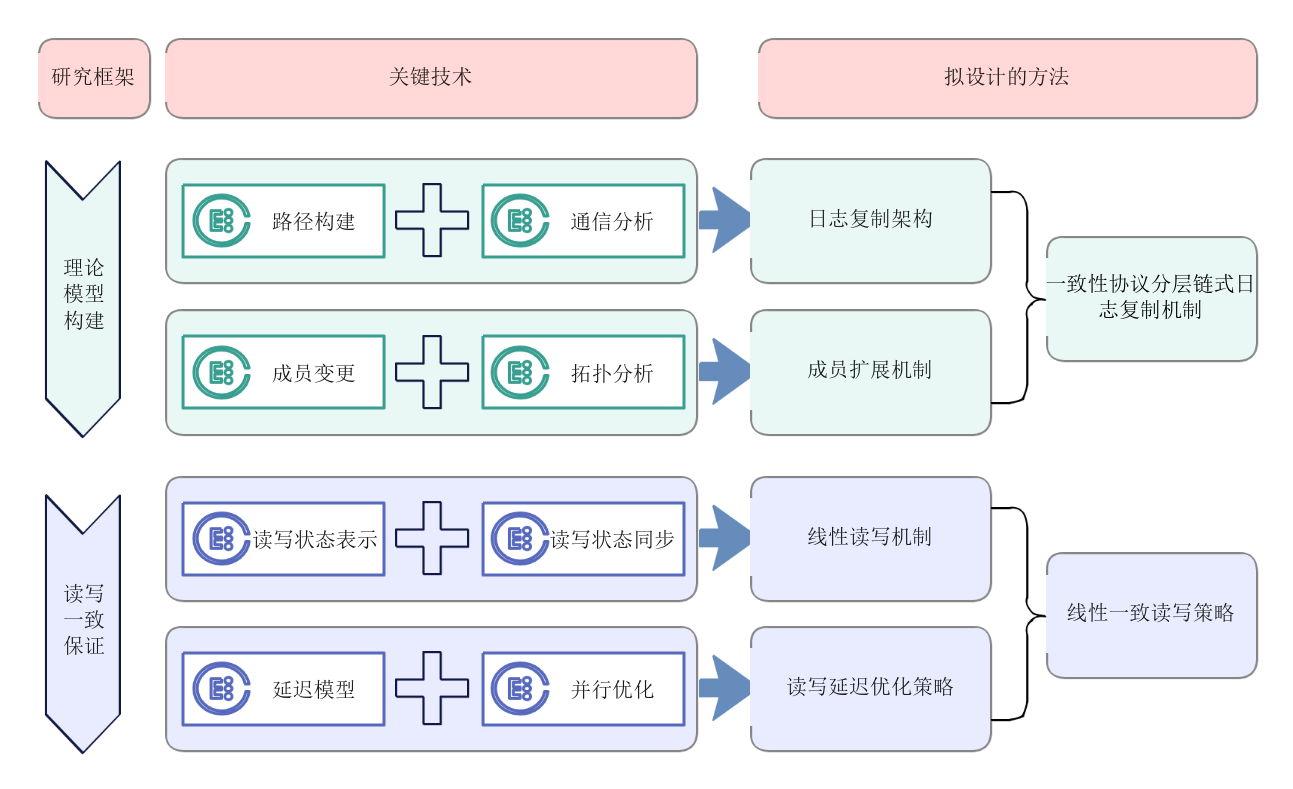 研究框架
关键技术
拟设计的方法
理论
模型
构建
路径构建
通信分析
日志复制架构
成员变更
拓扑分析
成员扩展机制
一致性协议分层链式日
志复制机制
读写
一致
保证
读写状态表示
读写状态同步
线性读写机制
延迟模型
并行优化
读写延迟优化策略
线性一致读写策略